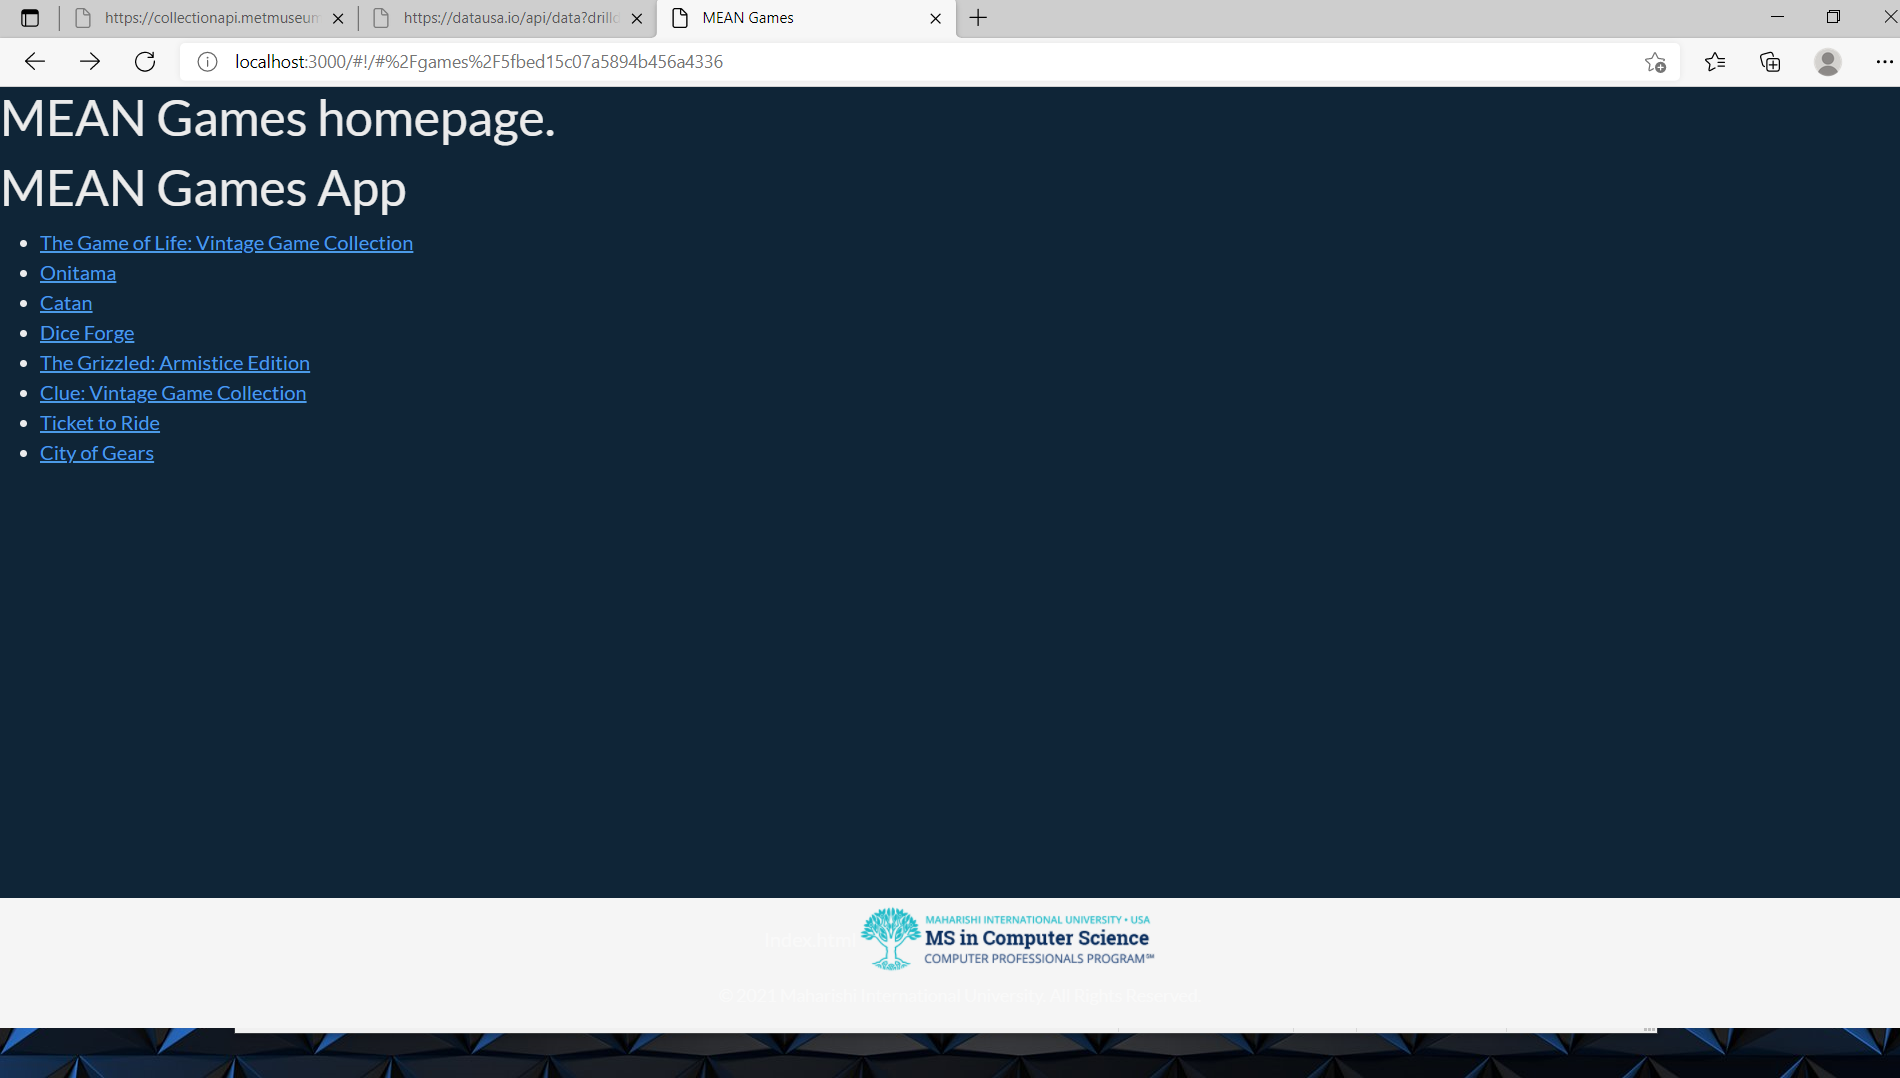 https://collectionapi.metmuseum
https://datausa.io/api/data?drilld
MEAN Games
localhost:3000/#!/#%2Fgames%2F5fbed15c07a5894b456a4336
MEAN Games homepage.
MEAN Games App
The Game of Life: Vintage Game Collection
Onitama
Catan
Dice Forge
The Grizzled: Armistice Edition
Clue: Vintage Game Collection
Ticket to Ride
City of Gears
MAHARISHI INTERNATIONAL UNIVERSITY • USA
Index.html
MS in Computer Science
COMPUTER PROFESSIONALS PROGRAM℠
© 2021 Maharishi International University. All Rights Reserved.